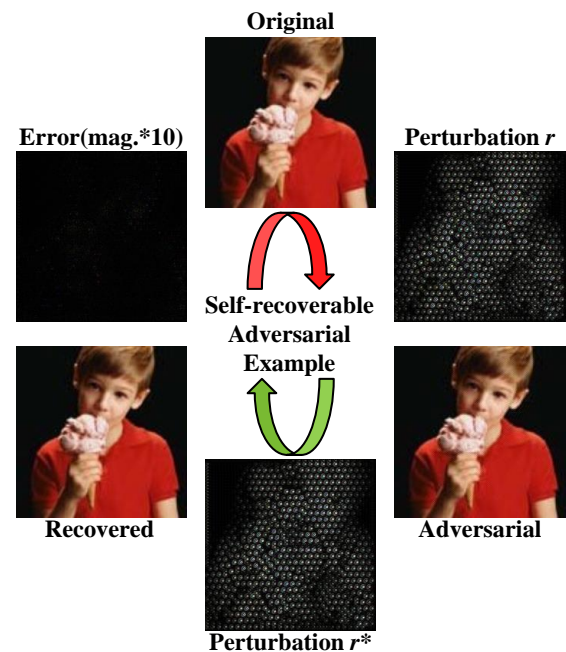 Original
Error(mag.*10)
Perturbation r
Self-recoverable
Adversarial
Example
Recovered
Adversarial
Perturbation r*